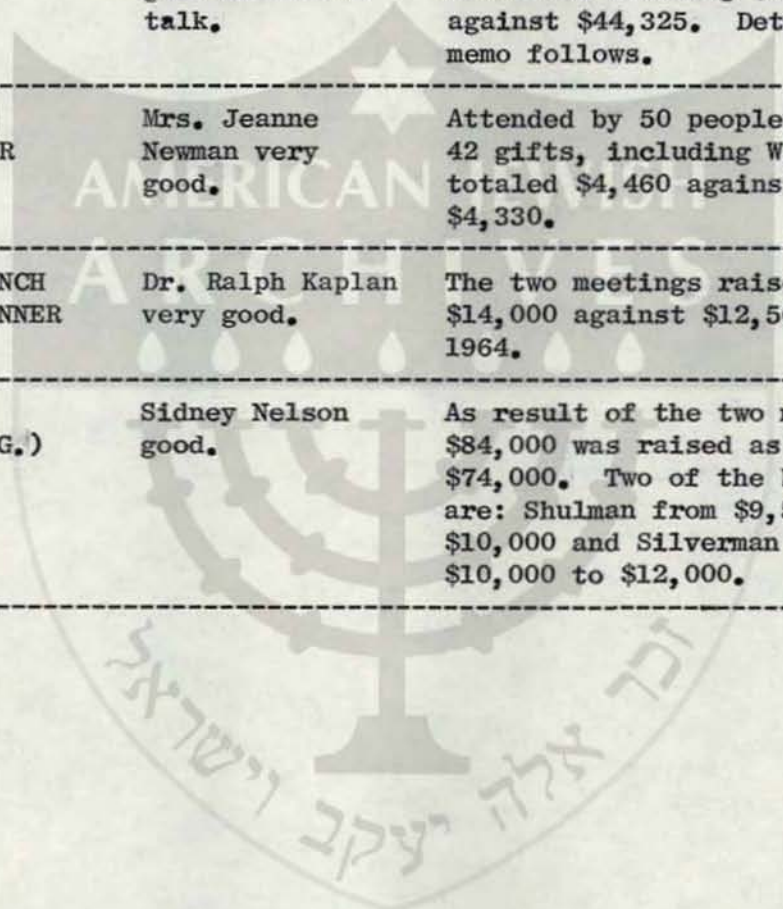 talk. against $44,325. Det
memo follows.
Mrs. Jeanne Attended by 50 people
R Newman very 42 gifts, including W
good. totaled $4,460 agains
$4,330.
NCH Dr. Ralph Kaplan The two meetings rais
NNER very good. $14,000 against $12,5
1964.
Sidney Nelson As result of the two
G.) good. $84,000 was raised as
$74,000. Two of the
are: Shulman from $9,
$10,000 and Silverman
$10,000 to $12,000.
AMERICAN JEWISH
ARCHIVES
זכר אלה יעקב וישראל